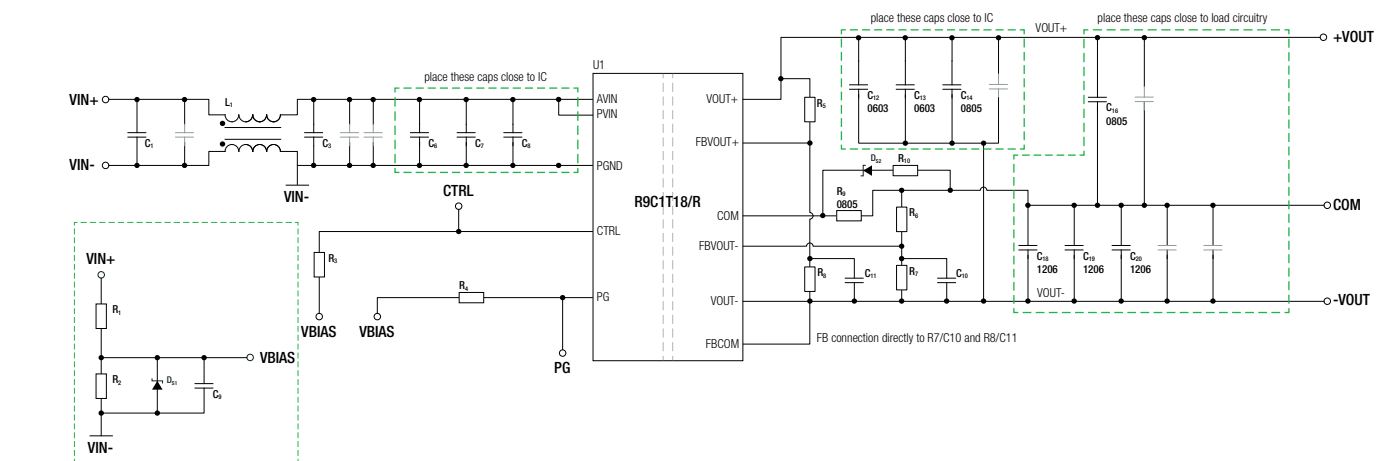 place these caps close to IC
place these caps close to load circuitry
VOUT+
+VOUT
U1
place these caps close to IC
L1
VIN+
AVIN
PVIN
VOUT+
R5
C12
0603
C13
0603
C14
0805
C16
0805
C1
C3
C6
C7
C8
FBVOUT+
VIN-
PGND
VIN-
DS2
R10
CTRL
R9C1T18/R
R9
0805
COM
COM
R6
CTRL
FBVOUT-
R3
C18
1206
C19
1206
C20
1206
VIN+
R8
C11
R7
C10
R4
PG
VOUT-
VOUT-
-VOUT
R1
VBIAS
VBIAS
FBCOM
FB connection directly to R7/C10 and R8/C11
VBIAS
PG
R2
DS1
C9
VIN-